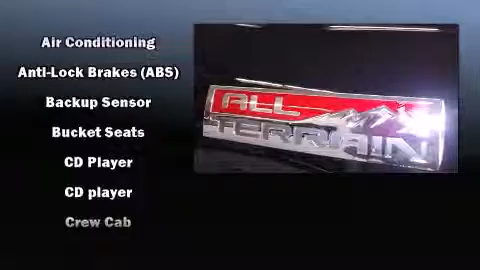 Air Conditioning
Anti-Lock Brakes (ABS)
Backup Sensor
Bucket Seats
CD Player
CD player
Crew Cab
ALL
TERRAIN